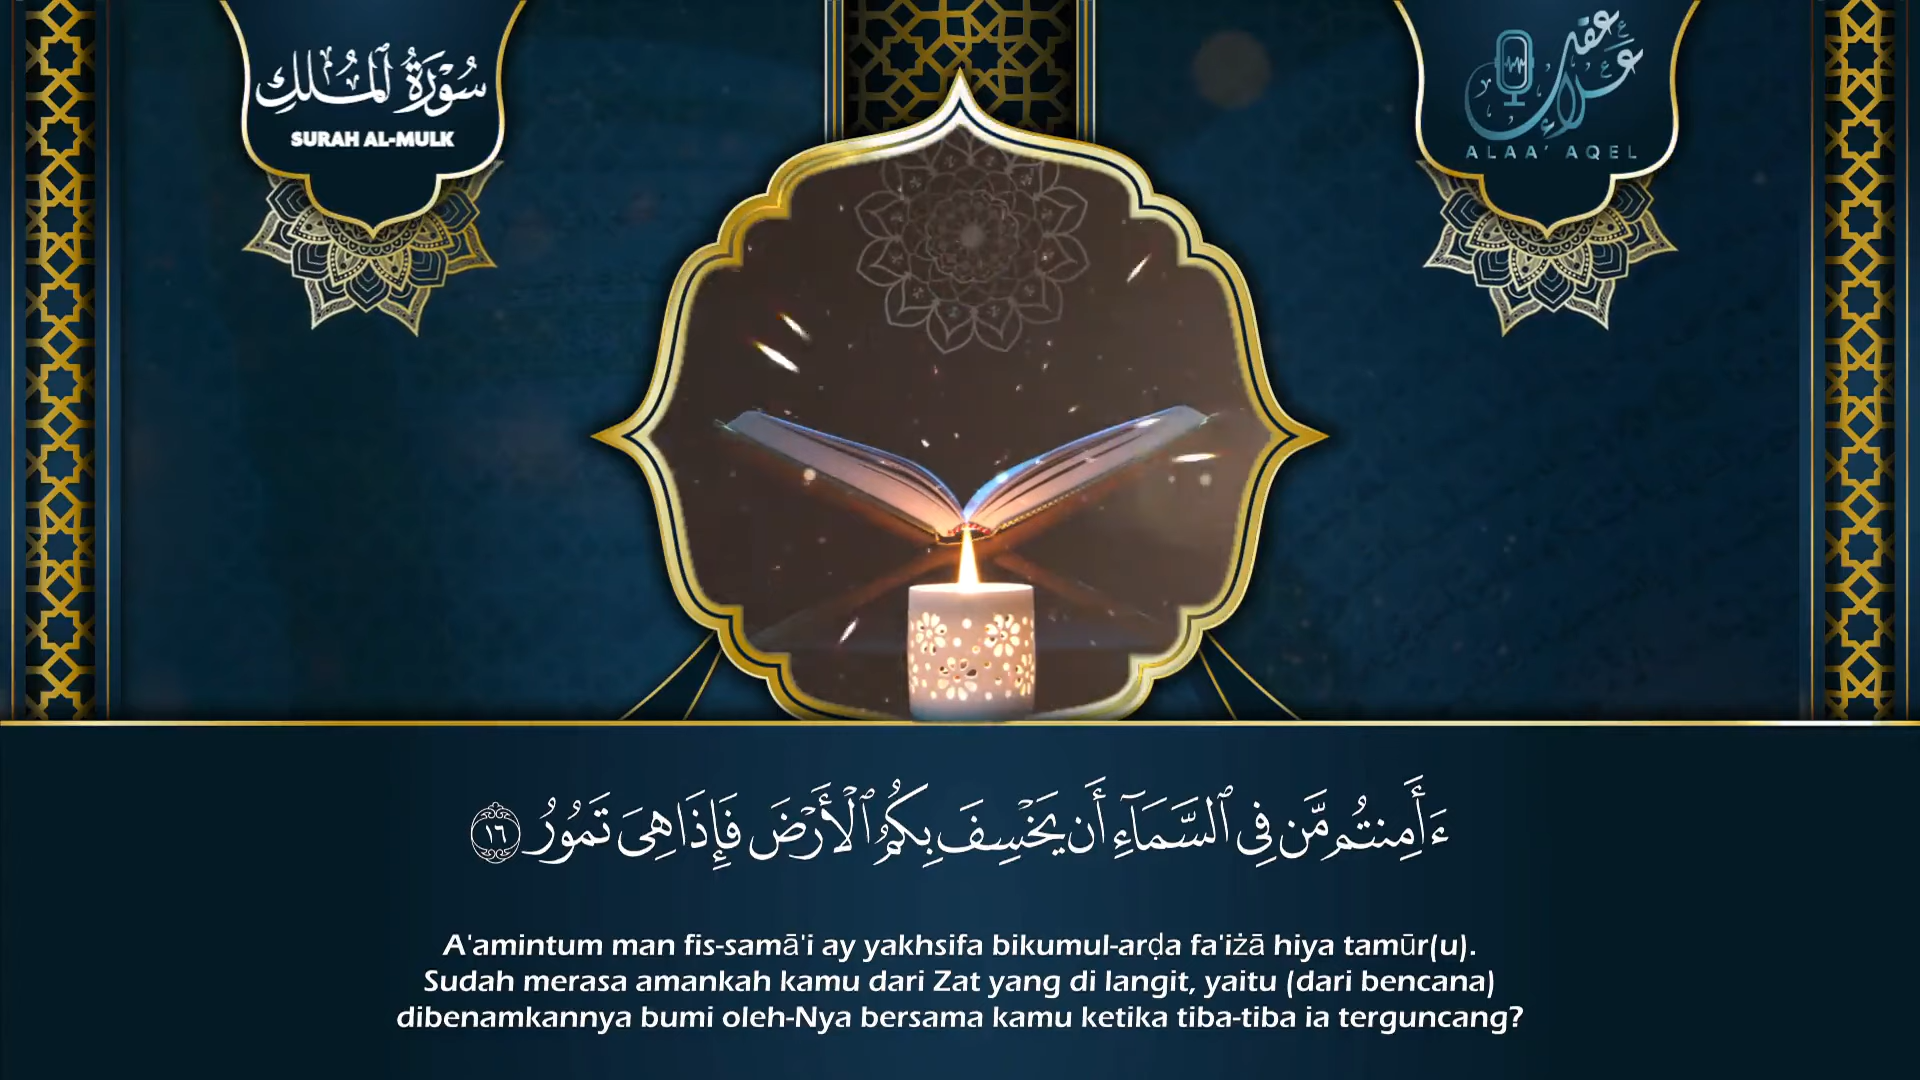 سُورَةُ الْمُلْكِ
SURAH AL-MULK
علاء عقل
ALAA' AQEL
ءَأَمِنتُم مَّن فِى ٱلسَّمَآءِ أَن يَخْسِفَ بِكُمُ ٱلْأَرْضَ فَإِذَا هِىَ تَمُورُ ١٦
A'amintum man fis-samā'i ay yakhsifa bikumul-arḍa fa'iżā hiya tamūr(u).
Sudah merasa amankah kamu dari Zat yang di langit, yaitu (dari bencana)
dibenamkannya bumi oleh-Nya bersama kamu ketika tiba-tiba ia terguncang?